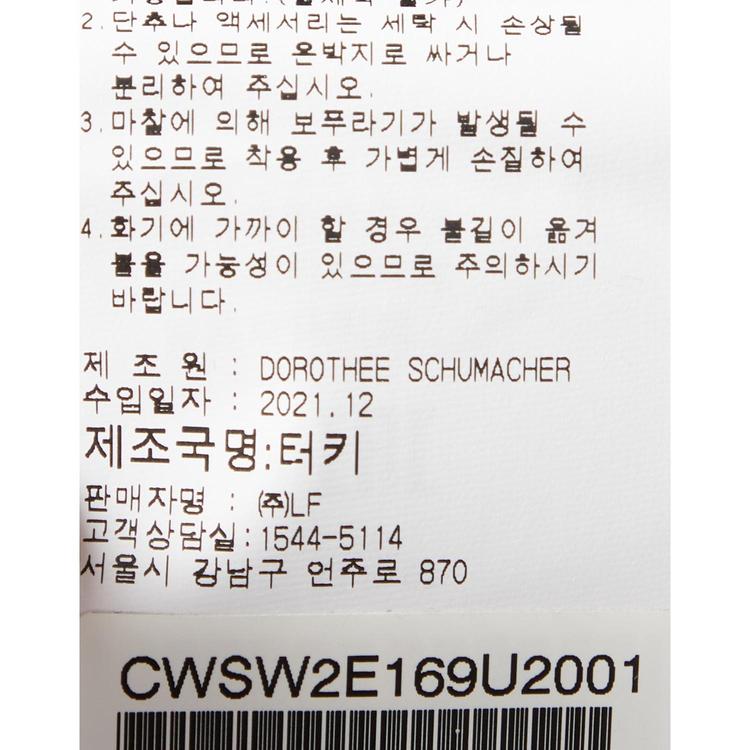 2.단추나 액세서리는 세탁 시 손상될
수 있으므로 은박지로 싸거나
분리하여 주십시오.
3.마찰에 의해 보푸라기가 발생될 수
있으므로 착용 후 가볍게 손질하여
주십시오.
4.화기에 가까이 할 경우 불길이 옮겨
붙을 가능성이 있으므로 주의하시기
바랍니다.
제 조 원 : DOROTHEE SCHUMACHER
수입일자 : 2021.12
제조국명:터키
판매자명 : ㈜LF
고객상담실:1544-5114
서울시 강남구 언주로 870
CWSW2E169U2001